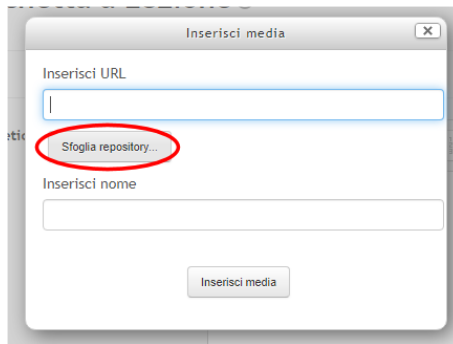 Inserisci media
Inserisci URL
Sfoglia repository...
Inserisci nome
Inserisci media